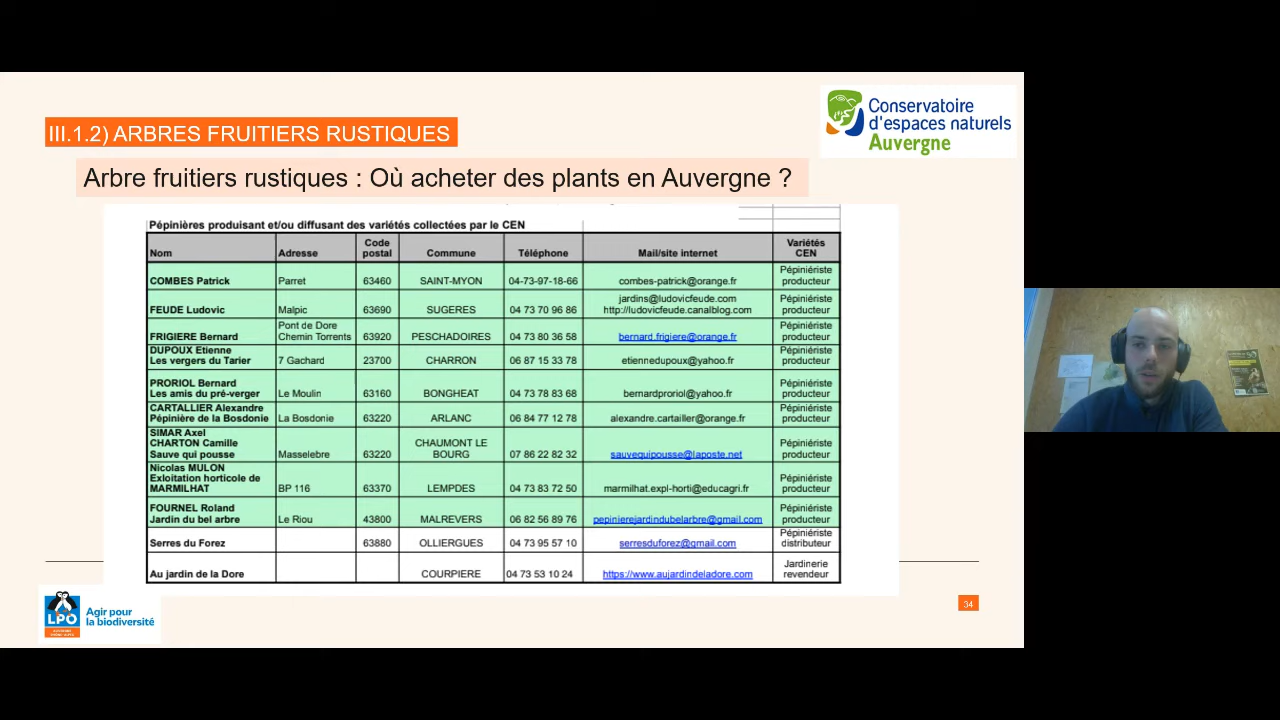 III.1.2) ARBRES FRUITIERS RUSTIQUES
Conservatoire
d'espaces naturels
Auvergne
Arbre fruitiers rustiques : Où acheter des plants en Auvergne ?
Pépinières produisant et/ou diffusant des variétés collectées par le CEN
Nom Adresse Code postal Commune Téléphone Mail/site internet Variétés CEN
COMBES Patrick Parret 63460 SAINT-MYON 04-73-97-18-66 combes-patrick@orange.fr Pépiniériste producteur
FEUDE Ludovic Malpic 63690 SUGERES 04 73 70 96 86 jardins@ludovicfeude.com http://ludovicfeude.canalblog.com Pépiniériste producteur
FRIGIERE Bernard Pont de Dore Chemin Torrents 63920 PESCHADOIRES 04 73 80 36 58 bernard.frigiere@orange.fr Pépiniériste producteur
DUPOUX Etienne Les vergers du Tarier 7 Gachard 23700 CHARRON 06 87 15 33 78 etiennedupoux@yahoo.fr Pépiniériste producteur
PRORIOL Bernard Les amis du pré-verger Le Moulin 63160 BONGHEAT 04 73 78 83 68 bernardproriol@yahoo.fr Pépiniériste producteur
CARTALLIER Alexandre Pépinière de la Bosdonie La Bosdonie 63220 ARLANC 06 84 77 12 78 alexandre.cartailler@orange.fr Pépiniériste producteur
SIMAR Axel CHARTON Camille Sauve qui pousse Masselebre 63220 CHAUMONT LE BOURG 07 86 22 82 32 sauvequipousse@laposte.net Pépiniériste producteur
Nicolas MULON Exloitation horticole de MARMILHAT BP 116 63370 LEMPDES 04 73 83 72 50 marmilhat.expl-horti@educagri.fr Pépiniériste producteur
FOURNEL Roland Jardin du bel arbre Le Riou 43800 MALREVERS 06 82 56 89 76 pepinierejardindubelarbre@gmail.com Pépiniériste producteur
Serres du Forez 63880 OLLIERGUES 04 73 95 57 10 serresduforez@gmail.com Pépiniériste distributeur
Au jardin de la Dore COURPIERE 04 73 53 10 24 https://www.aujardindeladore.com Jardinerie revendeur
LPO
Agir pour
la biodiversité
34